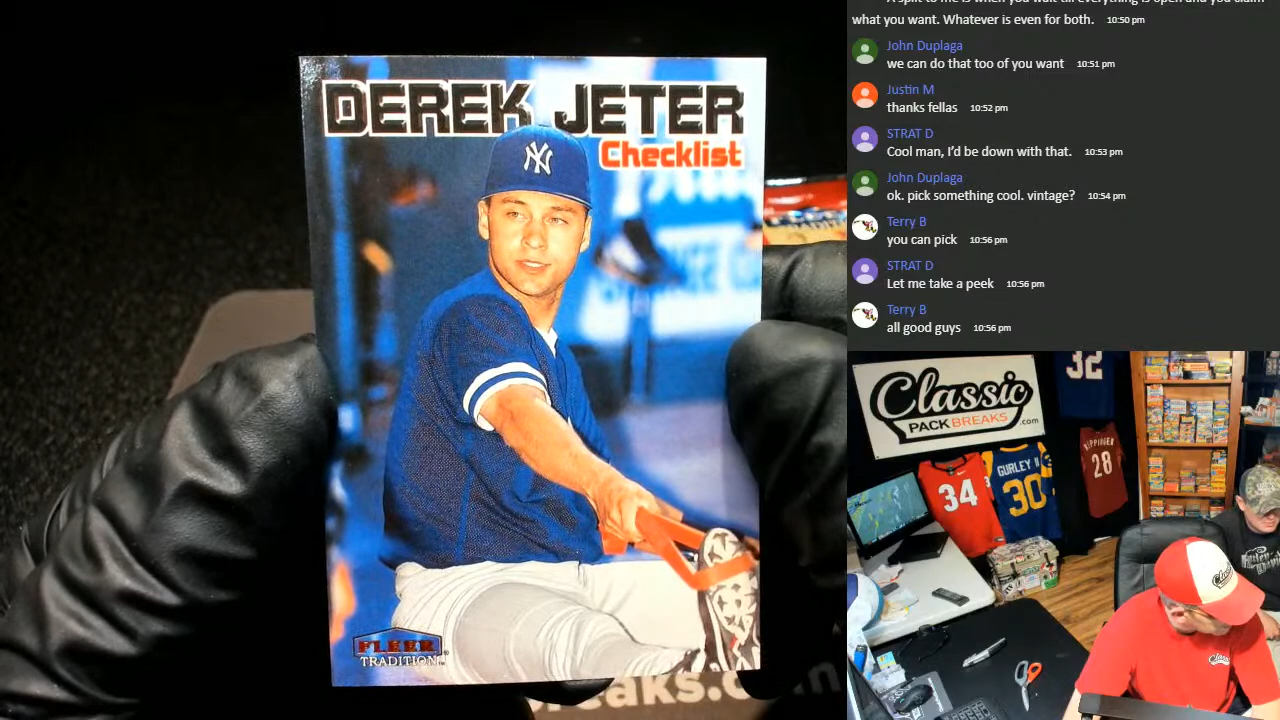 DEREK JETER
Checklist
NY
FLEER
TRADITION
what you want. Whatever is even for both. 10:50 pm
John Duplaga
we can do that too of you want 10:51 pm
Justin M
thanks fellas 10:52 pm
STRAT D
Cool man, I'd be down with that. 10:53 pm
John Duplaga
ok. pick something cool. vintage? 10:54 pm
Terry B
you can pick 10:56 pm
STRAT D
Let me take a peek 10:56 pm
Terry B
all good guys 10:56 pm
Classic
PACK BREAKS.com
32
34
GURLEY II
30
28
Classic